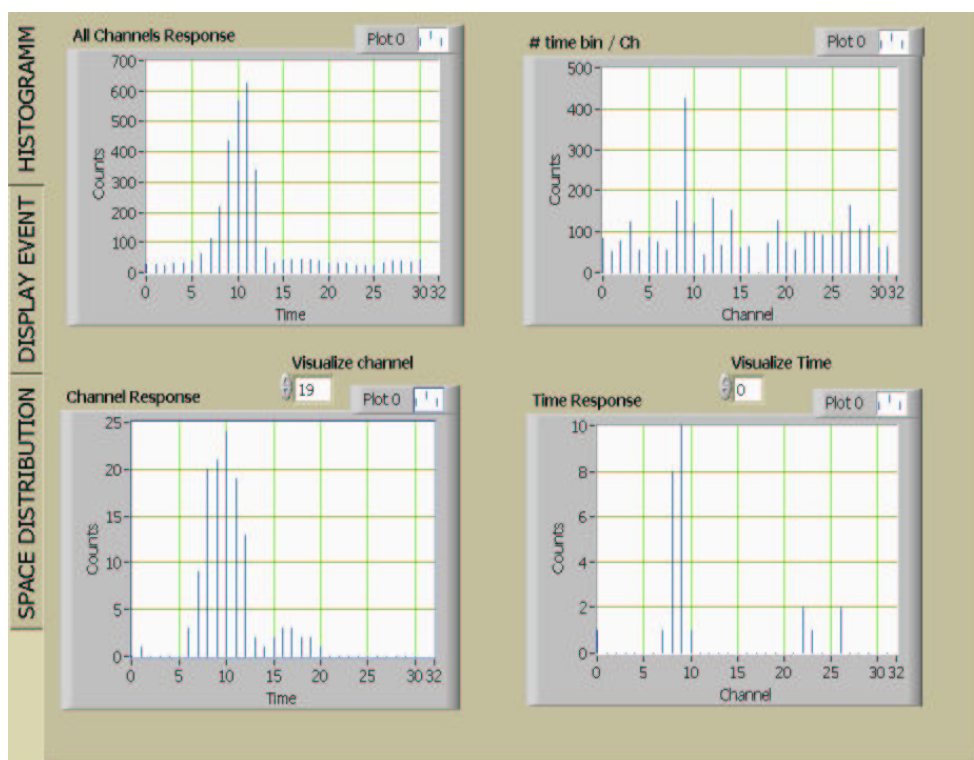 HISTOGRAMM
DISPLAY EVENT
SPACE DISTRIBUTION
All Channels Response
Plot 0
700
600
500
400
300
200
100
0
Counts
0 5 10 15 20 25 30 32
Time
# time bin / Ch
Plot 0
500
400
300
200
100
0
Counts
0 5 10 15 20 25 30 32
Channel
Visualize channel
19
Channel Response
Plot 0
25
20
15
10
5
0
Counts
0 5 10 15 20 25 30 32
Time
Visualize Time
0
Time Response
Plot 0
10
8
6
4
2
0
Counts
0 5 10 15 20 25 30 32
Channel